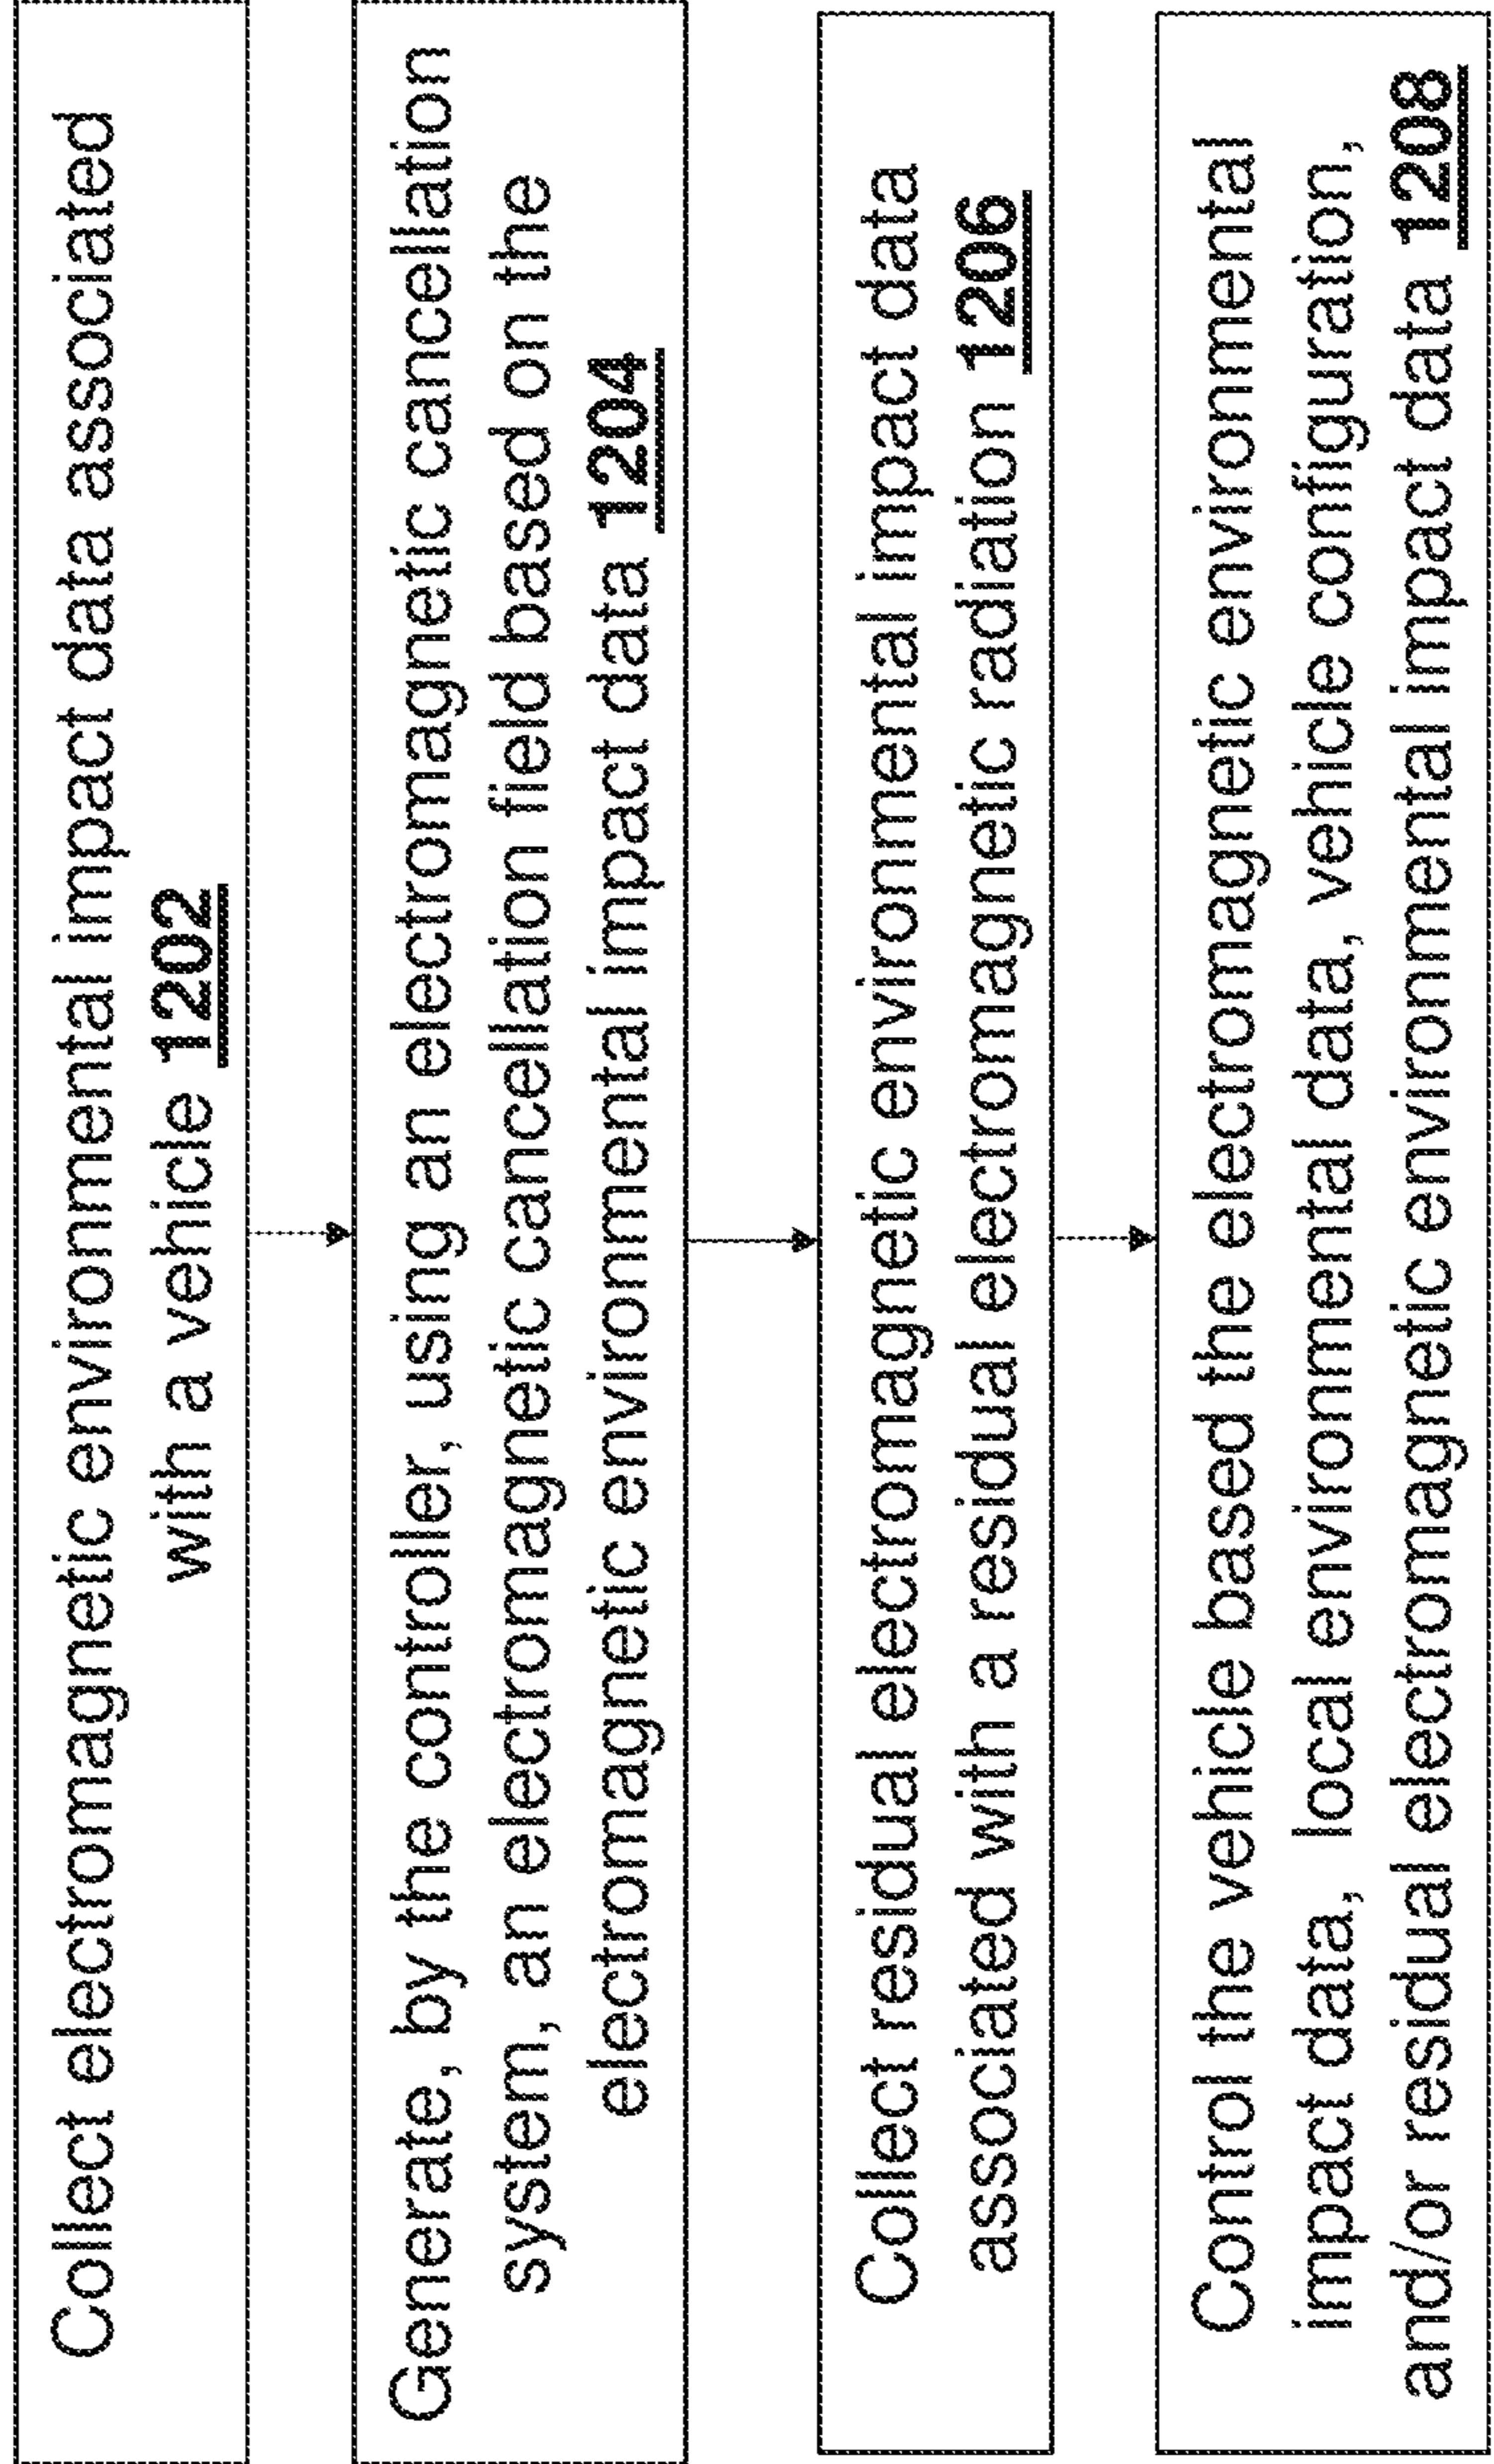 Collect electromagnetic environmental impact data associated
with a vehicle 1202
Generate, by the controller, using an electromagnetic cancellation
system, an electromagnetic cancellation field based on the
electromagnetic environmental impact data 1204
Collect residual electromagnetic environmental impact data
associated with a residual electromagnetic radiation 1206
Control the vehicle based the electromagnetic environmental
impact data, local environmental data, vehicle configuration,
and/or residual electromagnetic environmental impact data 1208